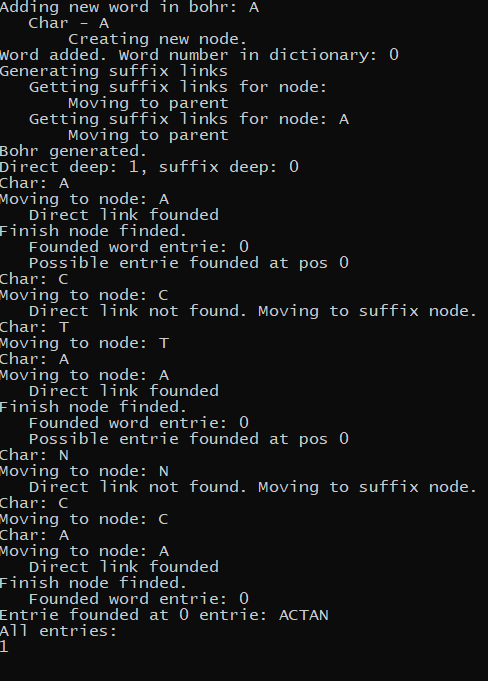 Adding new word in bohr: A
Char - A
Creating new node.
Word added. Word number in dictionary: 0
Generating suffix links
Getting suffix links for node:
Moving to parent
Getting suffix links for node: A
Moving to parent
Bohr generated.
Direct deep: 1, suffix deep: 0
Char: A
Moving to node: A
Direct link founded
Finish node finded.
Founded word entrie: 0
Possible entrie founded at pos 0
Char: C
Moving to node: C
Direct link not found. Moving to suffix node.
Char: T
Moving to node: T
Char: A
Moving to node: A
Direct link founded
Finish node finded.
Founded word entrie: 0
Possible entrie founded at pos 0
Char: N
Moving to node: N
Direct link not found. Moving to suffix node.
Char: C
Moving to node: C
Char: A
Moving to node: A
Direct link founded
Finish node finded.
Founded word entrie: 0
Entrie founded at 0 entrie: ACTAN
All entries:
1